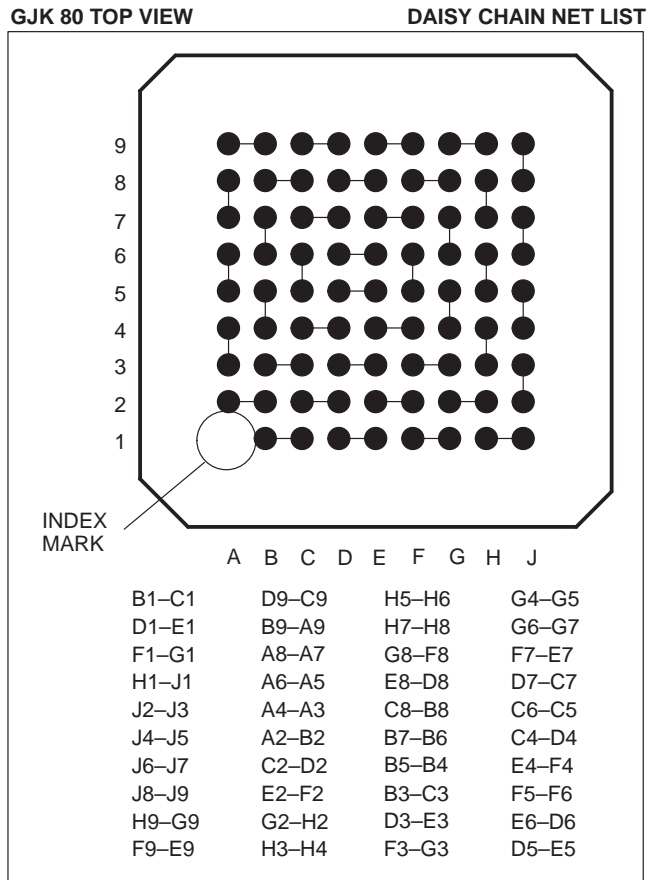 GJK 80 TOP VIEW DAISY CHAIN NET LIST
9
8
7
6
5
4
3
2
1
INDEX
MARK
A B C D E F G H J
B1–C1 D9–C9 H5–H6 G4–G5
D1–E1 B9–A9 H7–H8 G6–G7
F1–G1 A8–A7 G8–F8 F7–E7
H1–J1 A6–A5 E8–D8 D7–C7
J2–J3 A4–A3 C8–B8 C6–C5
J4–J5 A2–B2 B7–B6 C4–D4
J6–J7 C2–D2 B5–B4 E4–F4
J8–J9 E2–F2 B3–C3 F5–F6
H9–G9 G2–H2 D3–E3 E6–D6
F9–E9 H3–H4 F3–G3 D5–E5